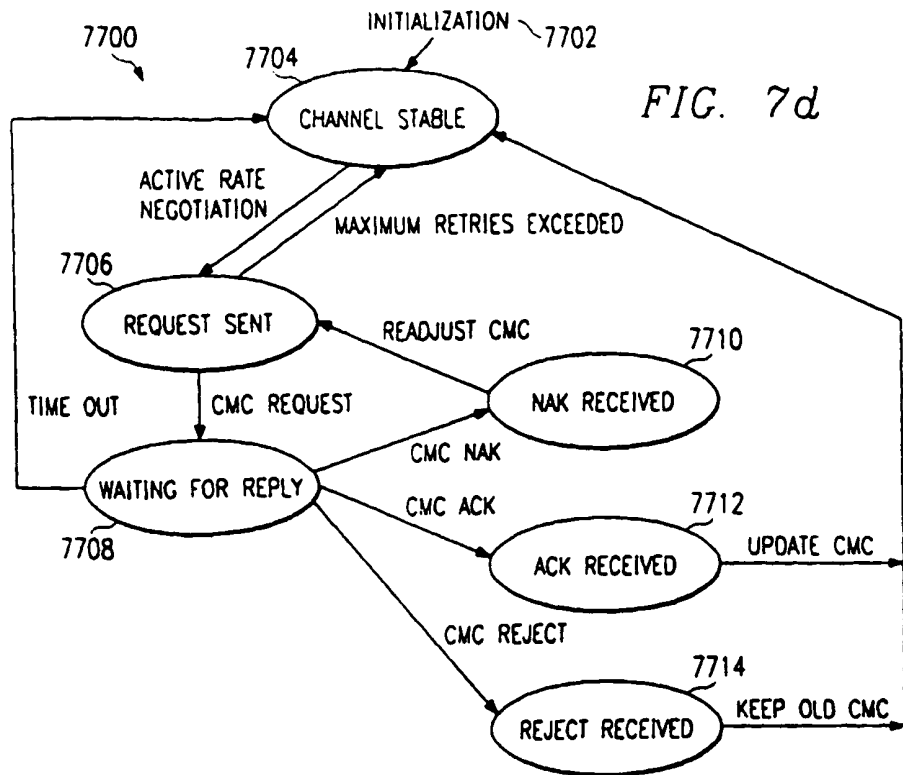 INITIALIZATION
7702
7700
7704
CHANNEL STABLE
FIG. 7d
ACTIVE RATE
NEGOTIATION
MAXIMUM RETRIES EXCEEDED
7706
REQUEST SENT
READJUST CMC
7710
NAK RECEIVED
TIME OUT
CMC REQUEST
CMC NAK
WAITING FOR REPLY
7708
CMC ACK
7712
ACK RECEIVED
UPDATE CMC
CMC REJECT
7714
REJECT RECEIVED
KEEP OLD CMC